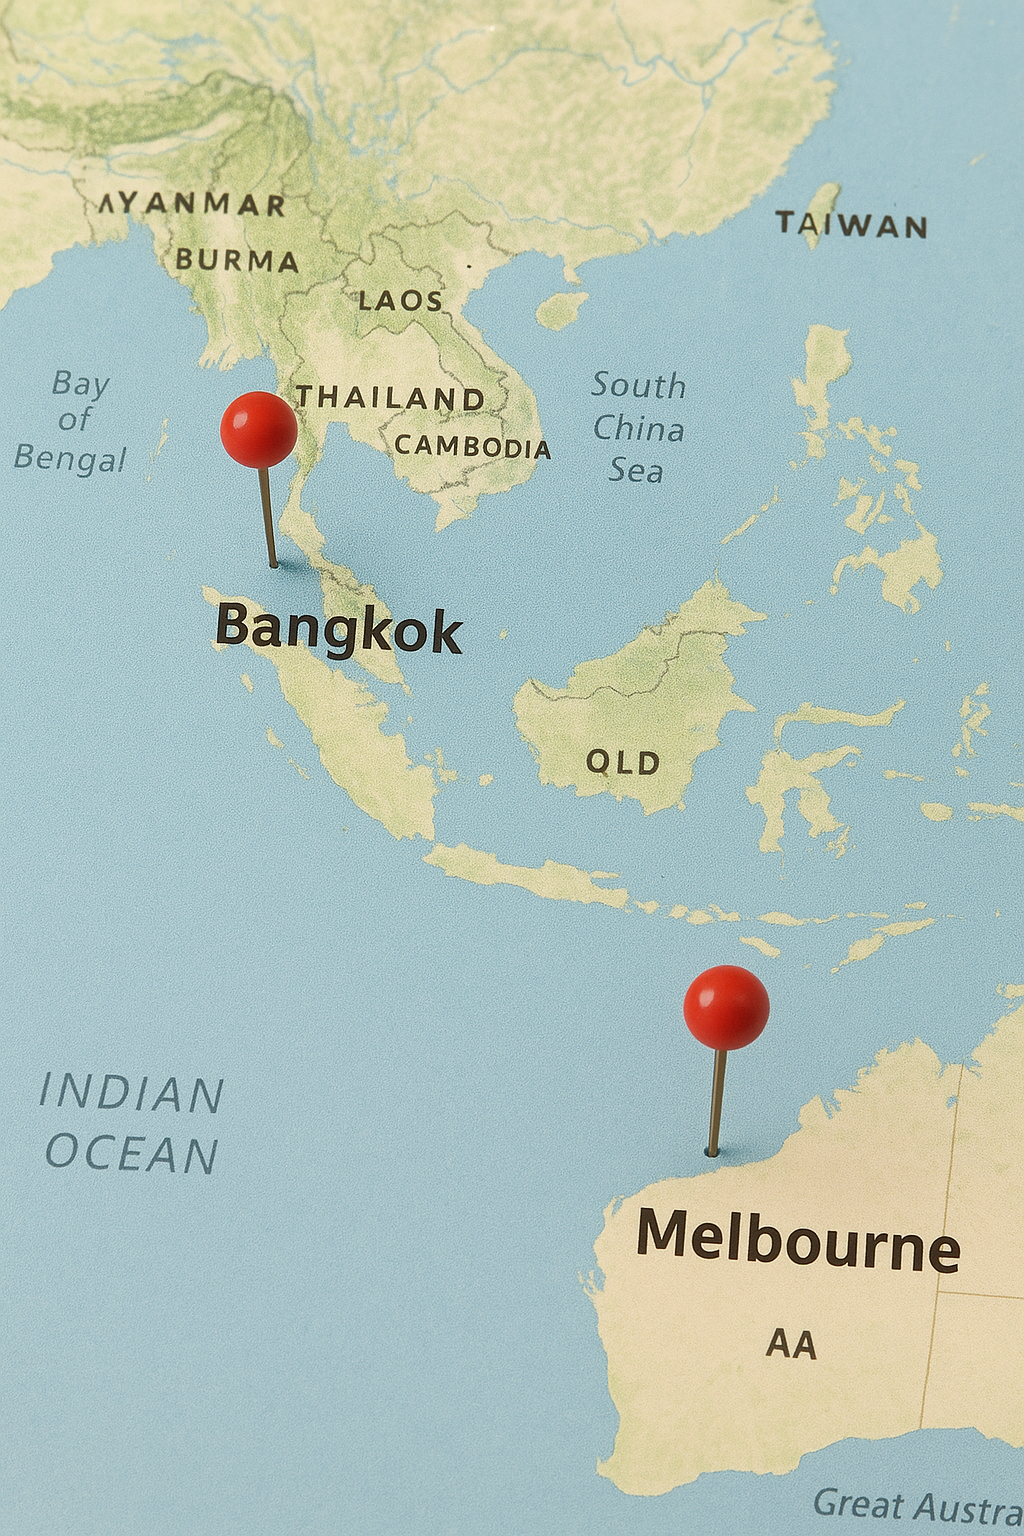 ΛYANMAR
BURMA
TAIWAN
LAOS
Bay
of
Bengal
THAILAND
CAMBODIA
South
China
Sea
Bangkok
QLD
INDIAN
OCEAN
Melbourne
AA
Great Austra